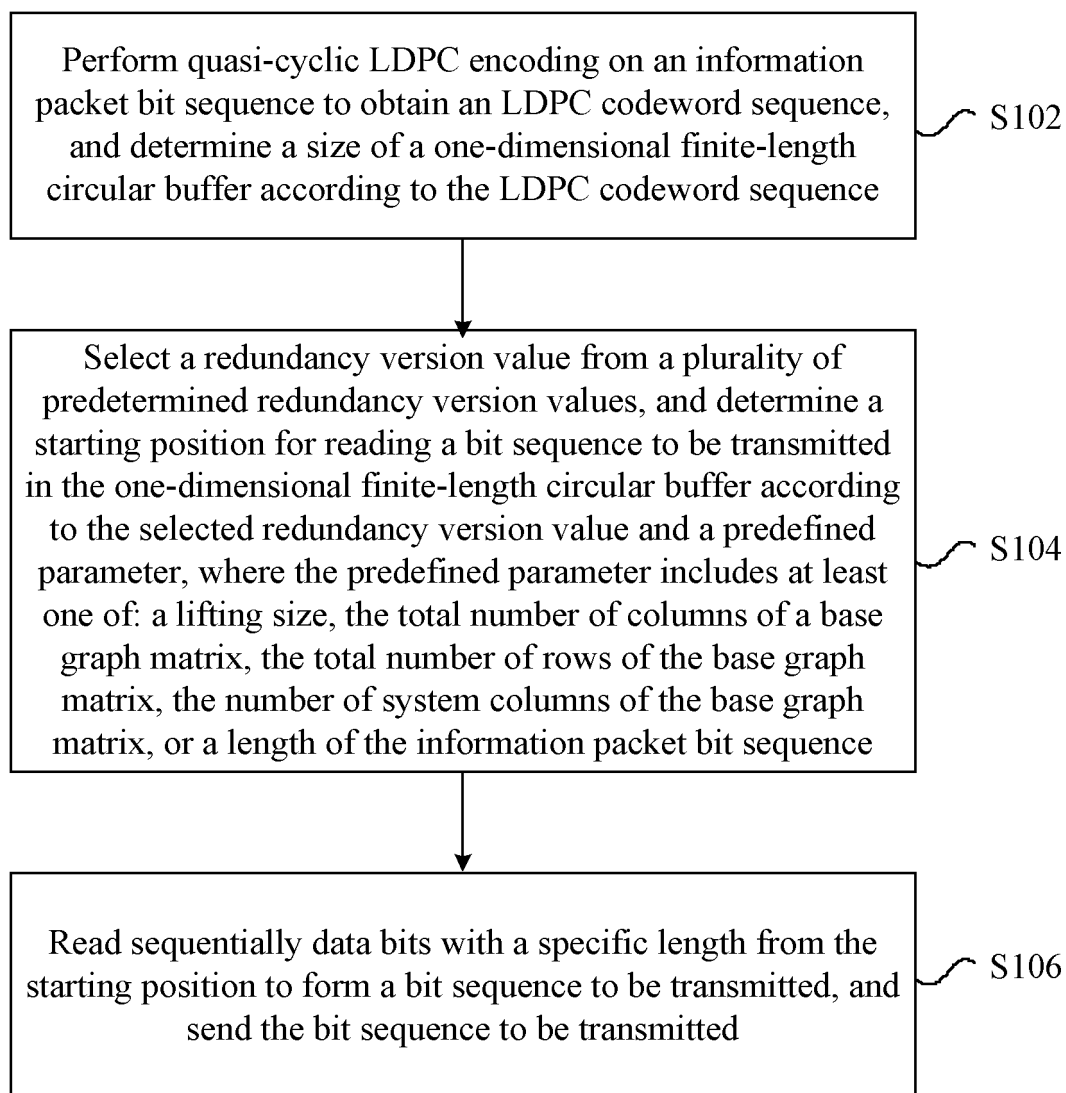 Perform quasi-cyclic LDPC encoding on an information
packet bit sequence to obtain an LDPC codeword sequence,
and determine a size of a one-dimensional finite-length
circular buffer according to the LDPC codeword sequence
S102
Select a redundancy version value from a plurality of
predetermined redundancy version values, and determine a
starting position for reading a bit sequence to be transmitted
in the one-dimensional finite-length circular buffer according
to the selected redundancy version value and a predefined
parameter, where the predefined parameter includes at least
one of: a lifting size, the total number of columns of a base
graph matrix, the total number of rows of the base graph
matrix, the number of system columns of the base graph
matrix, or a length of the information packet bit sequence
S104
Read sequentially data bits with a specific length from the
starting position to form a bit sequence to be transmitted, and
send the bit sequence to be transmitted
S106